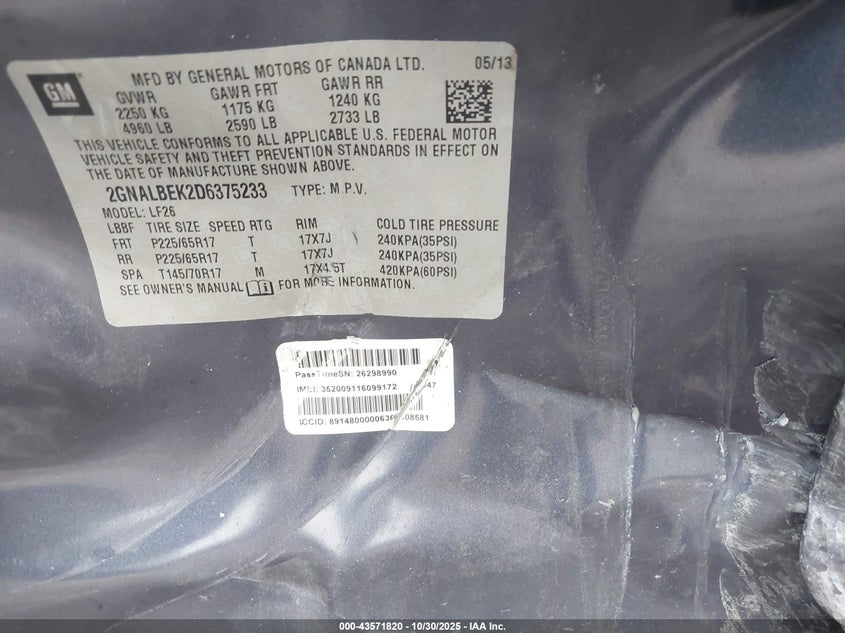 GM
MFD BY GENERAL MOTORS OF CANADA LTD. 05/13
GVWR GAWR FRT GAWR RR
2250 KG 1175 KG 1240 KG
4960 LB 2590 LB 2733 LB
THIS VEHICLE CONFORMS TO ALL APPLICABLE U.S. FEDERAL MOTOR
VEHICLE SAFETY AND THEFT PREVENTION STANDARDS IN EFFECT ON
THE DATE OF MANUFACTURE SHOWN ABOVE.
2GNALBEK2D6375233 TYPE: M P.V.
MODEL: LF26
LBBF TIRE SIZE SPEED RTG RIM COLD TIRE PRESSURE
FRT P225/65R17 T 17X7J 240KPA(35PSI)
RR P225/65R17 T 17X7J 240KPA(35PSI)
SPA T145/70R17 M 17X4.5T 420KPA(60PSI)
SEE OWNER'S MANUAL FOR MORE INFORMATION.
PassTimeSN: 26298990
IMSI: 352009116099172
ICCID:
000-43571820 - 10/30/2025 - IAA Inc.